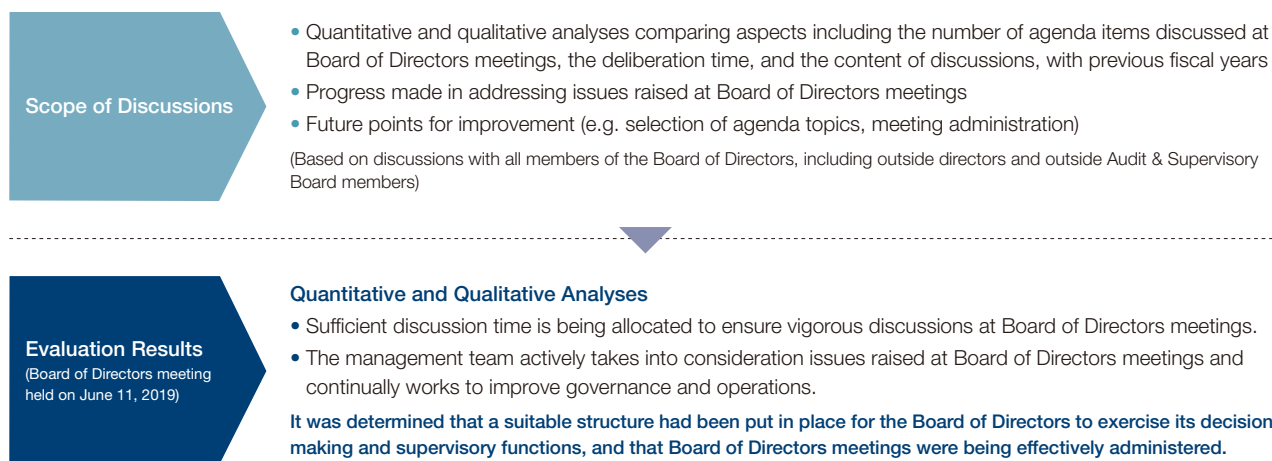 Scope of Discussions
• Quantitative and qualitative analyses comparing aspects including the number of agenda items discussed at
Board of Directors meetings, the deliberation time, and the content of discussions, with previous fiscal years
• Progress made in addressing issues raised at Board of Directors meetings
• Future points for improvement (e.g. selection of agenda topics, meeting administration)
(Based on discussions with all members of the Board of Directors, including outside directors and outside Audit & Supervisory
Board members)
Evaluation Results
(Board of Directors meeting
held on June 11, 2019)
Quantitative and Qualitative Analyses
• Sufficient discussion time is being allocated to ensure vigorous discussions at Board of Directors meetings.
• The management team actively takes into consideration issues raised at Board of Directors meetings and
continually works to improve governance and operations.
It was determined that a suitable structure had been put in place for the Board of Directors to exercise its decision
making and supervisory functions, and that Board of Directors meetings were being effectively administered.